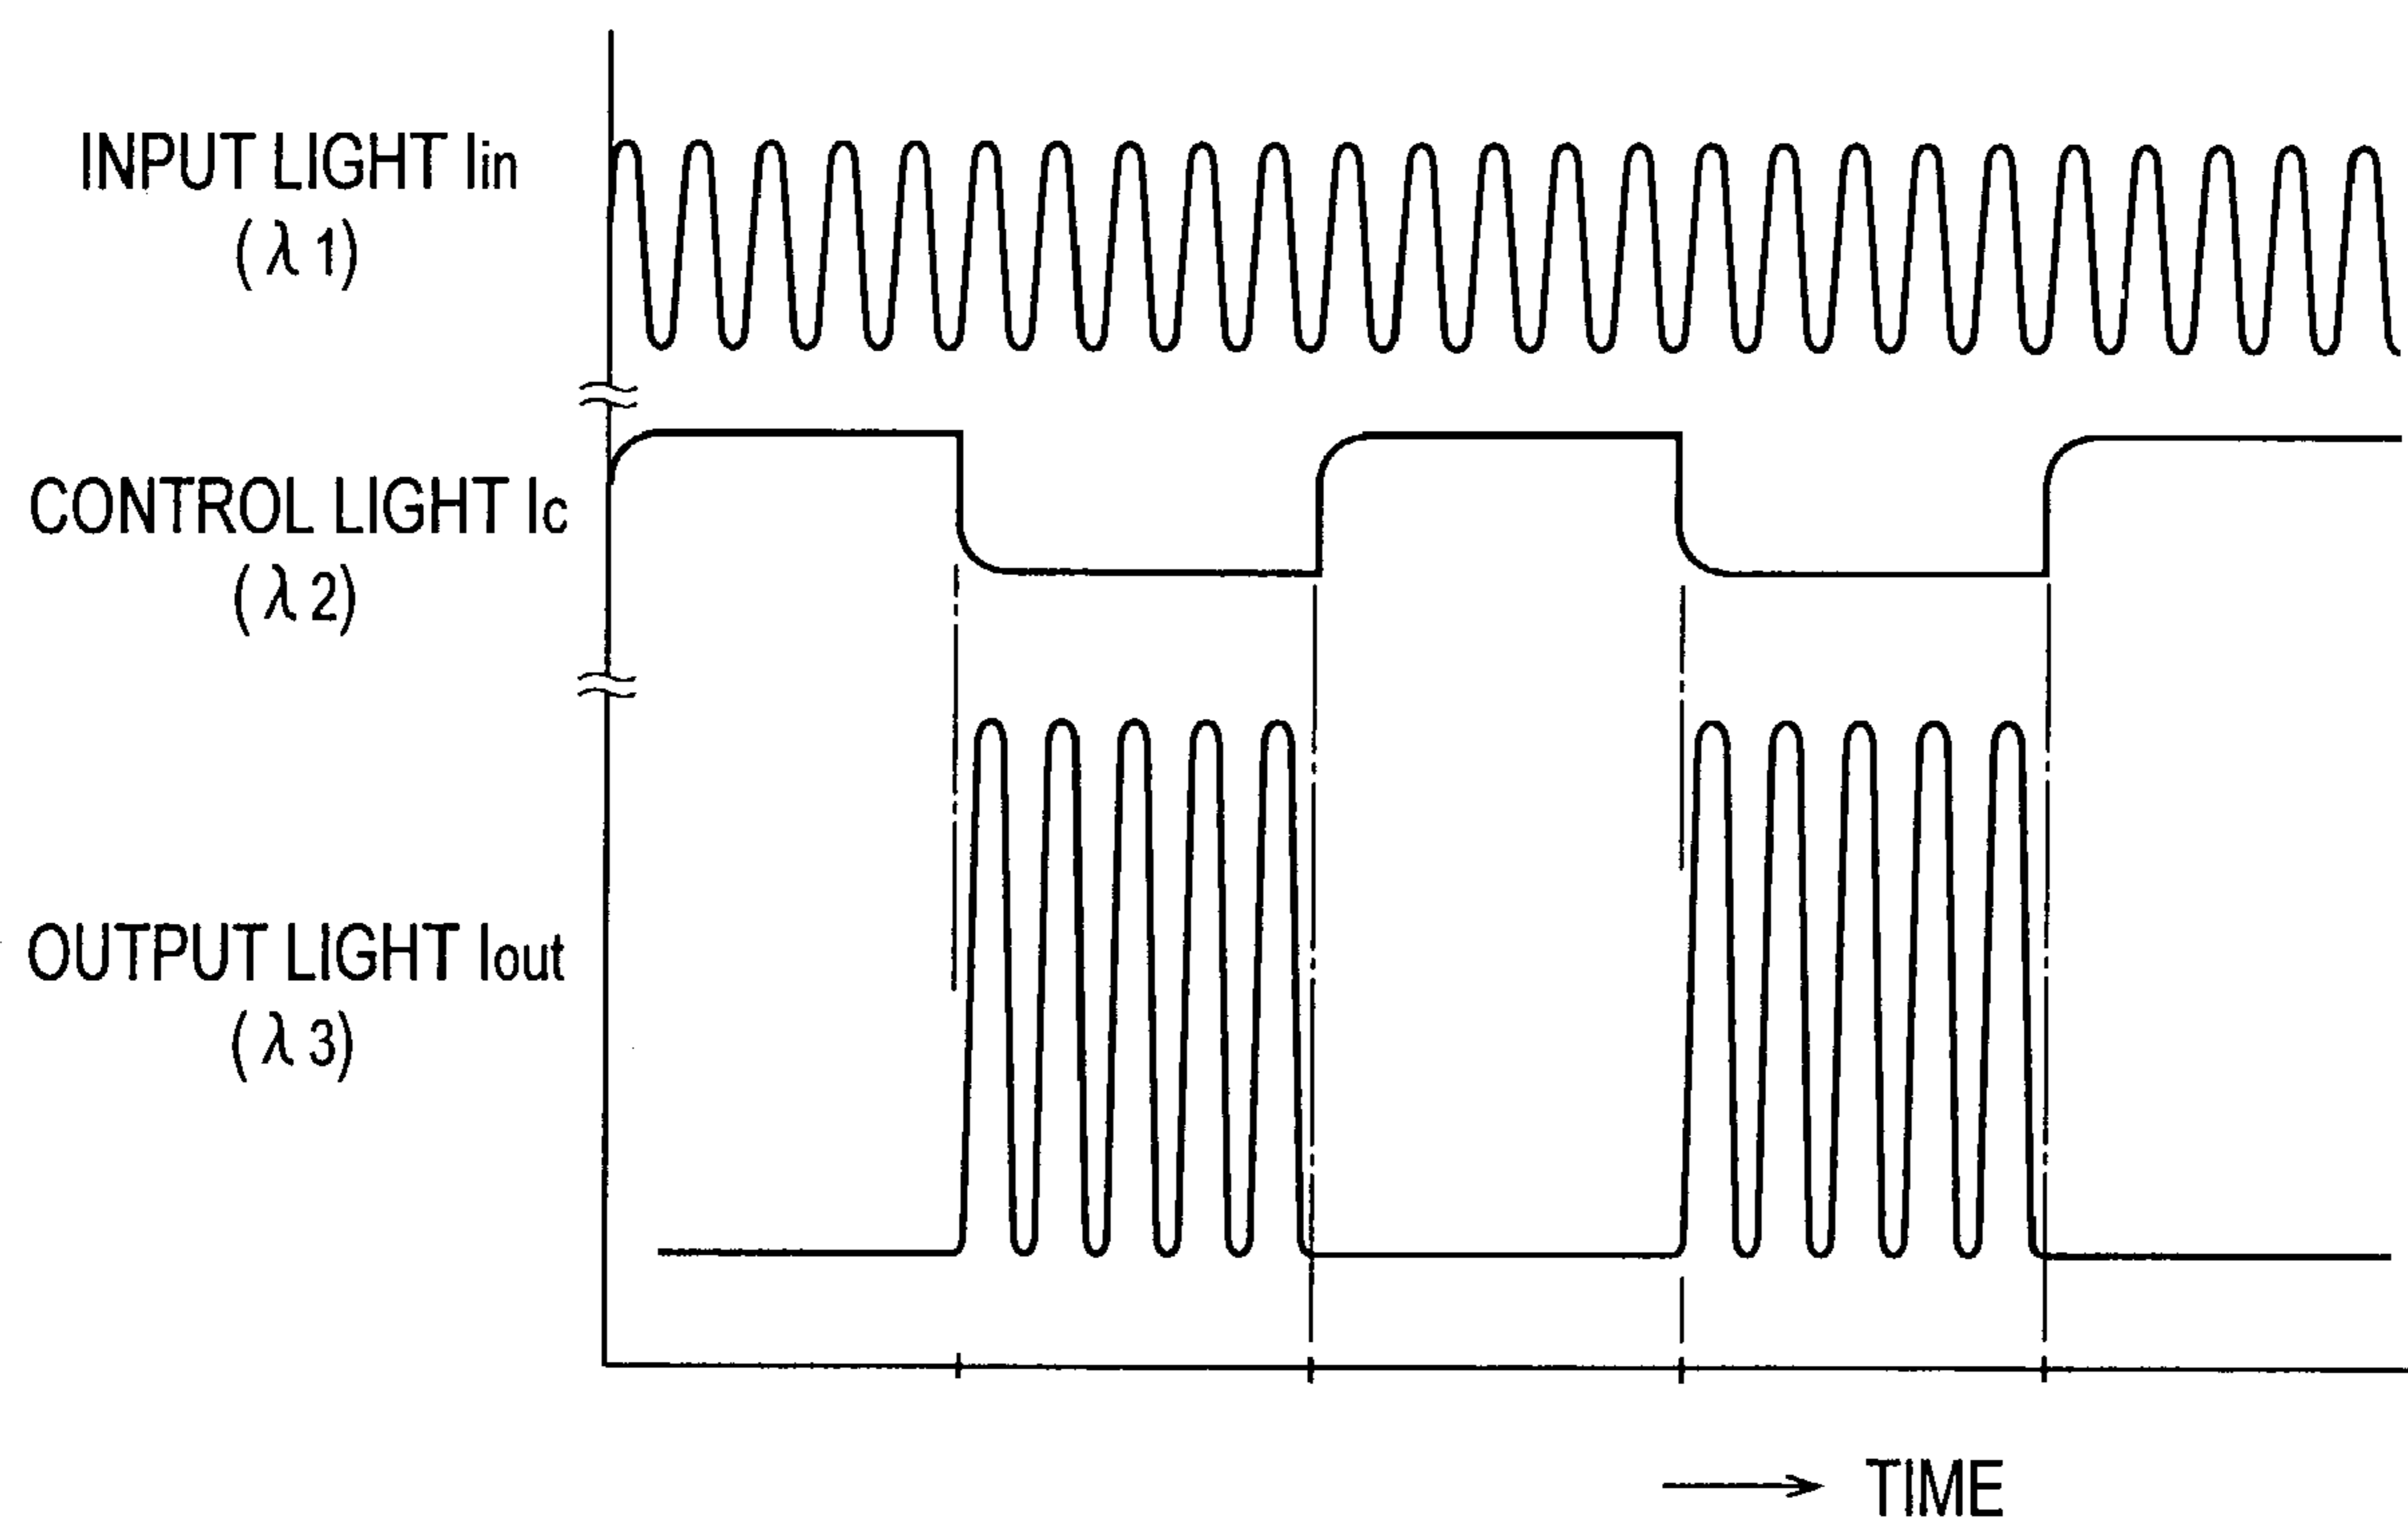 INPUT LIGHT Iin
(λ1)
CONTROL LIGHT Ic
(λ2)
OUTPUT LIGHT Iout
(λ3)
TIME